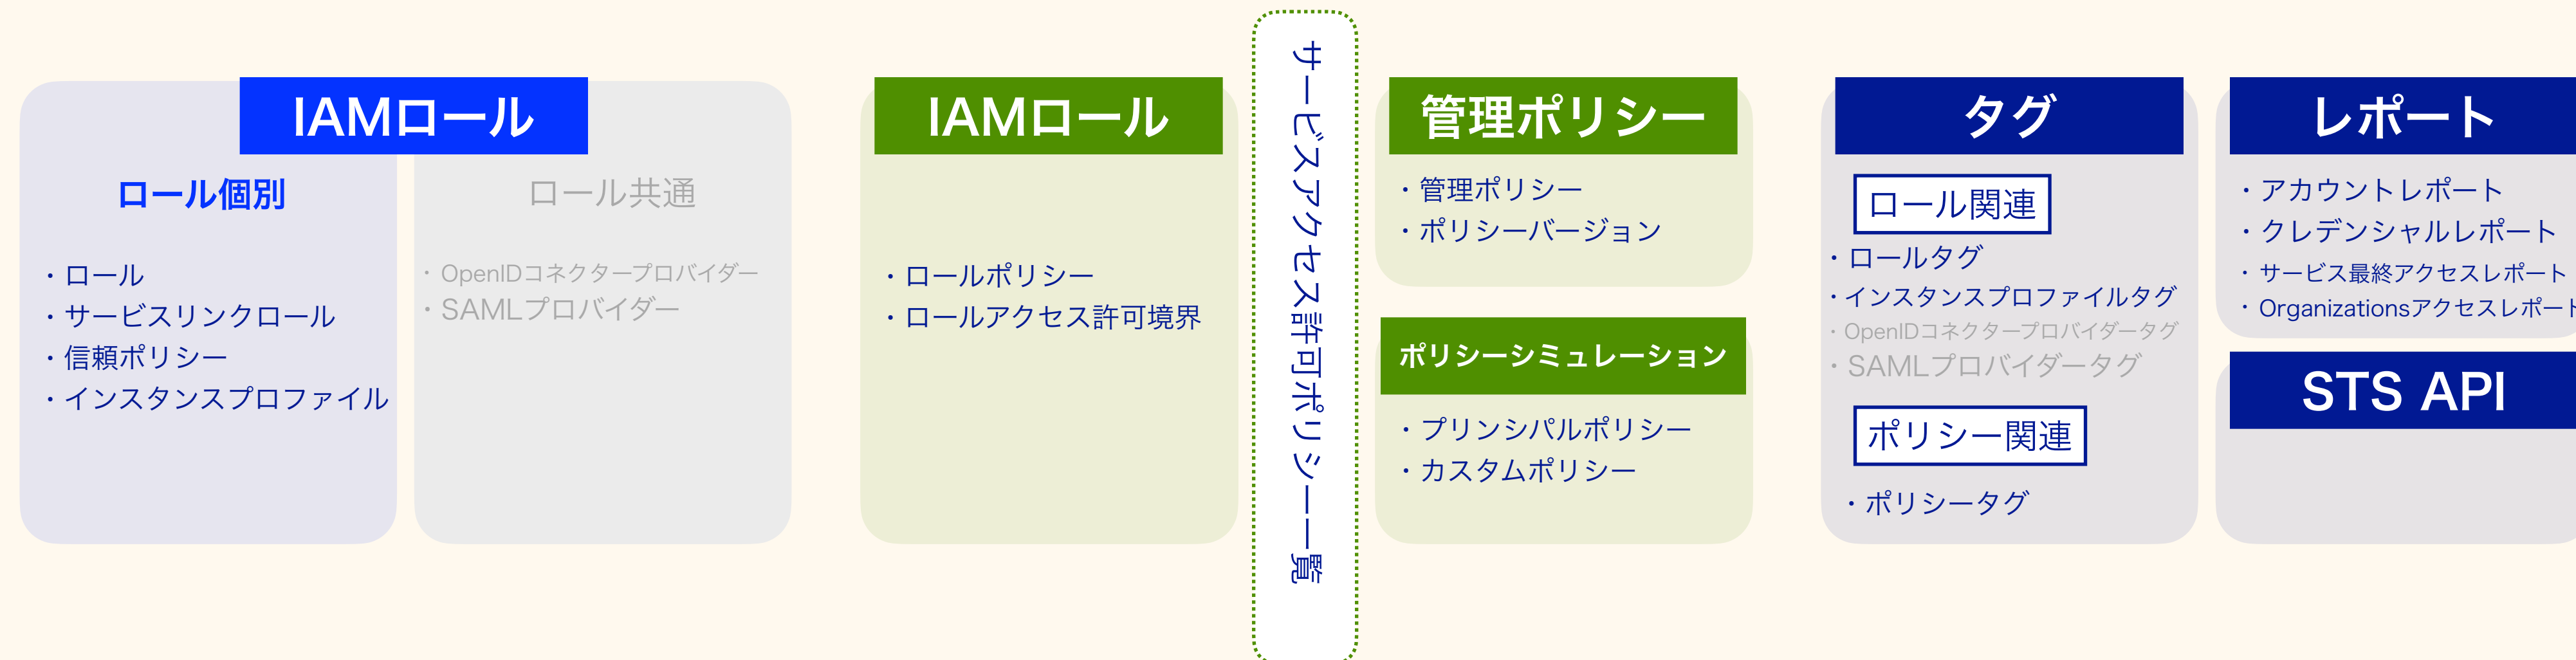 IAMロール
ロール個別
・ロール
・サービスリンクロール
・信頼ポリシー
・インスタンスプロファイル
ロール共通
・OpenIDコネクタープロバイダー
・SAMLプロバイダー
IAMロール
・ロールポリシー
・ロールアクセス許可境界
サービスアクセス許可ポリシー一覧
管理ポリシー
・管理ポリシー
・ポリシーバージョン
ポリシーシミュレーション
・プリンシパルポリシー
・カスタムポリシー
タグ
ロール関連
・ロールタグ
・インスタンスプロファイルタグ
・OpenIDコネクタープロバイダータグ
・SAMLプロバイダータグ
ポリシー関連
・ポリシータグ
レポート
・アカウントレポート
・クレデンシャルレポート
・サービス最終アクセスレポート
・Organizationsアクセスレポート
STS API